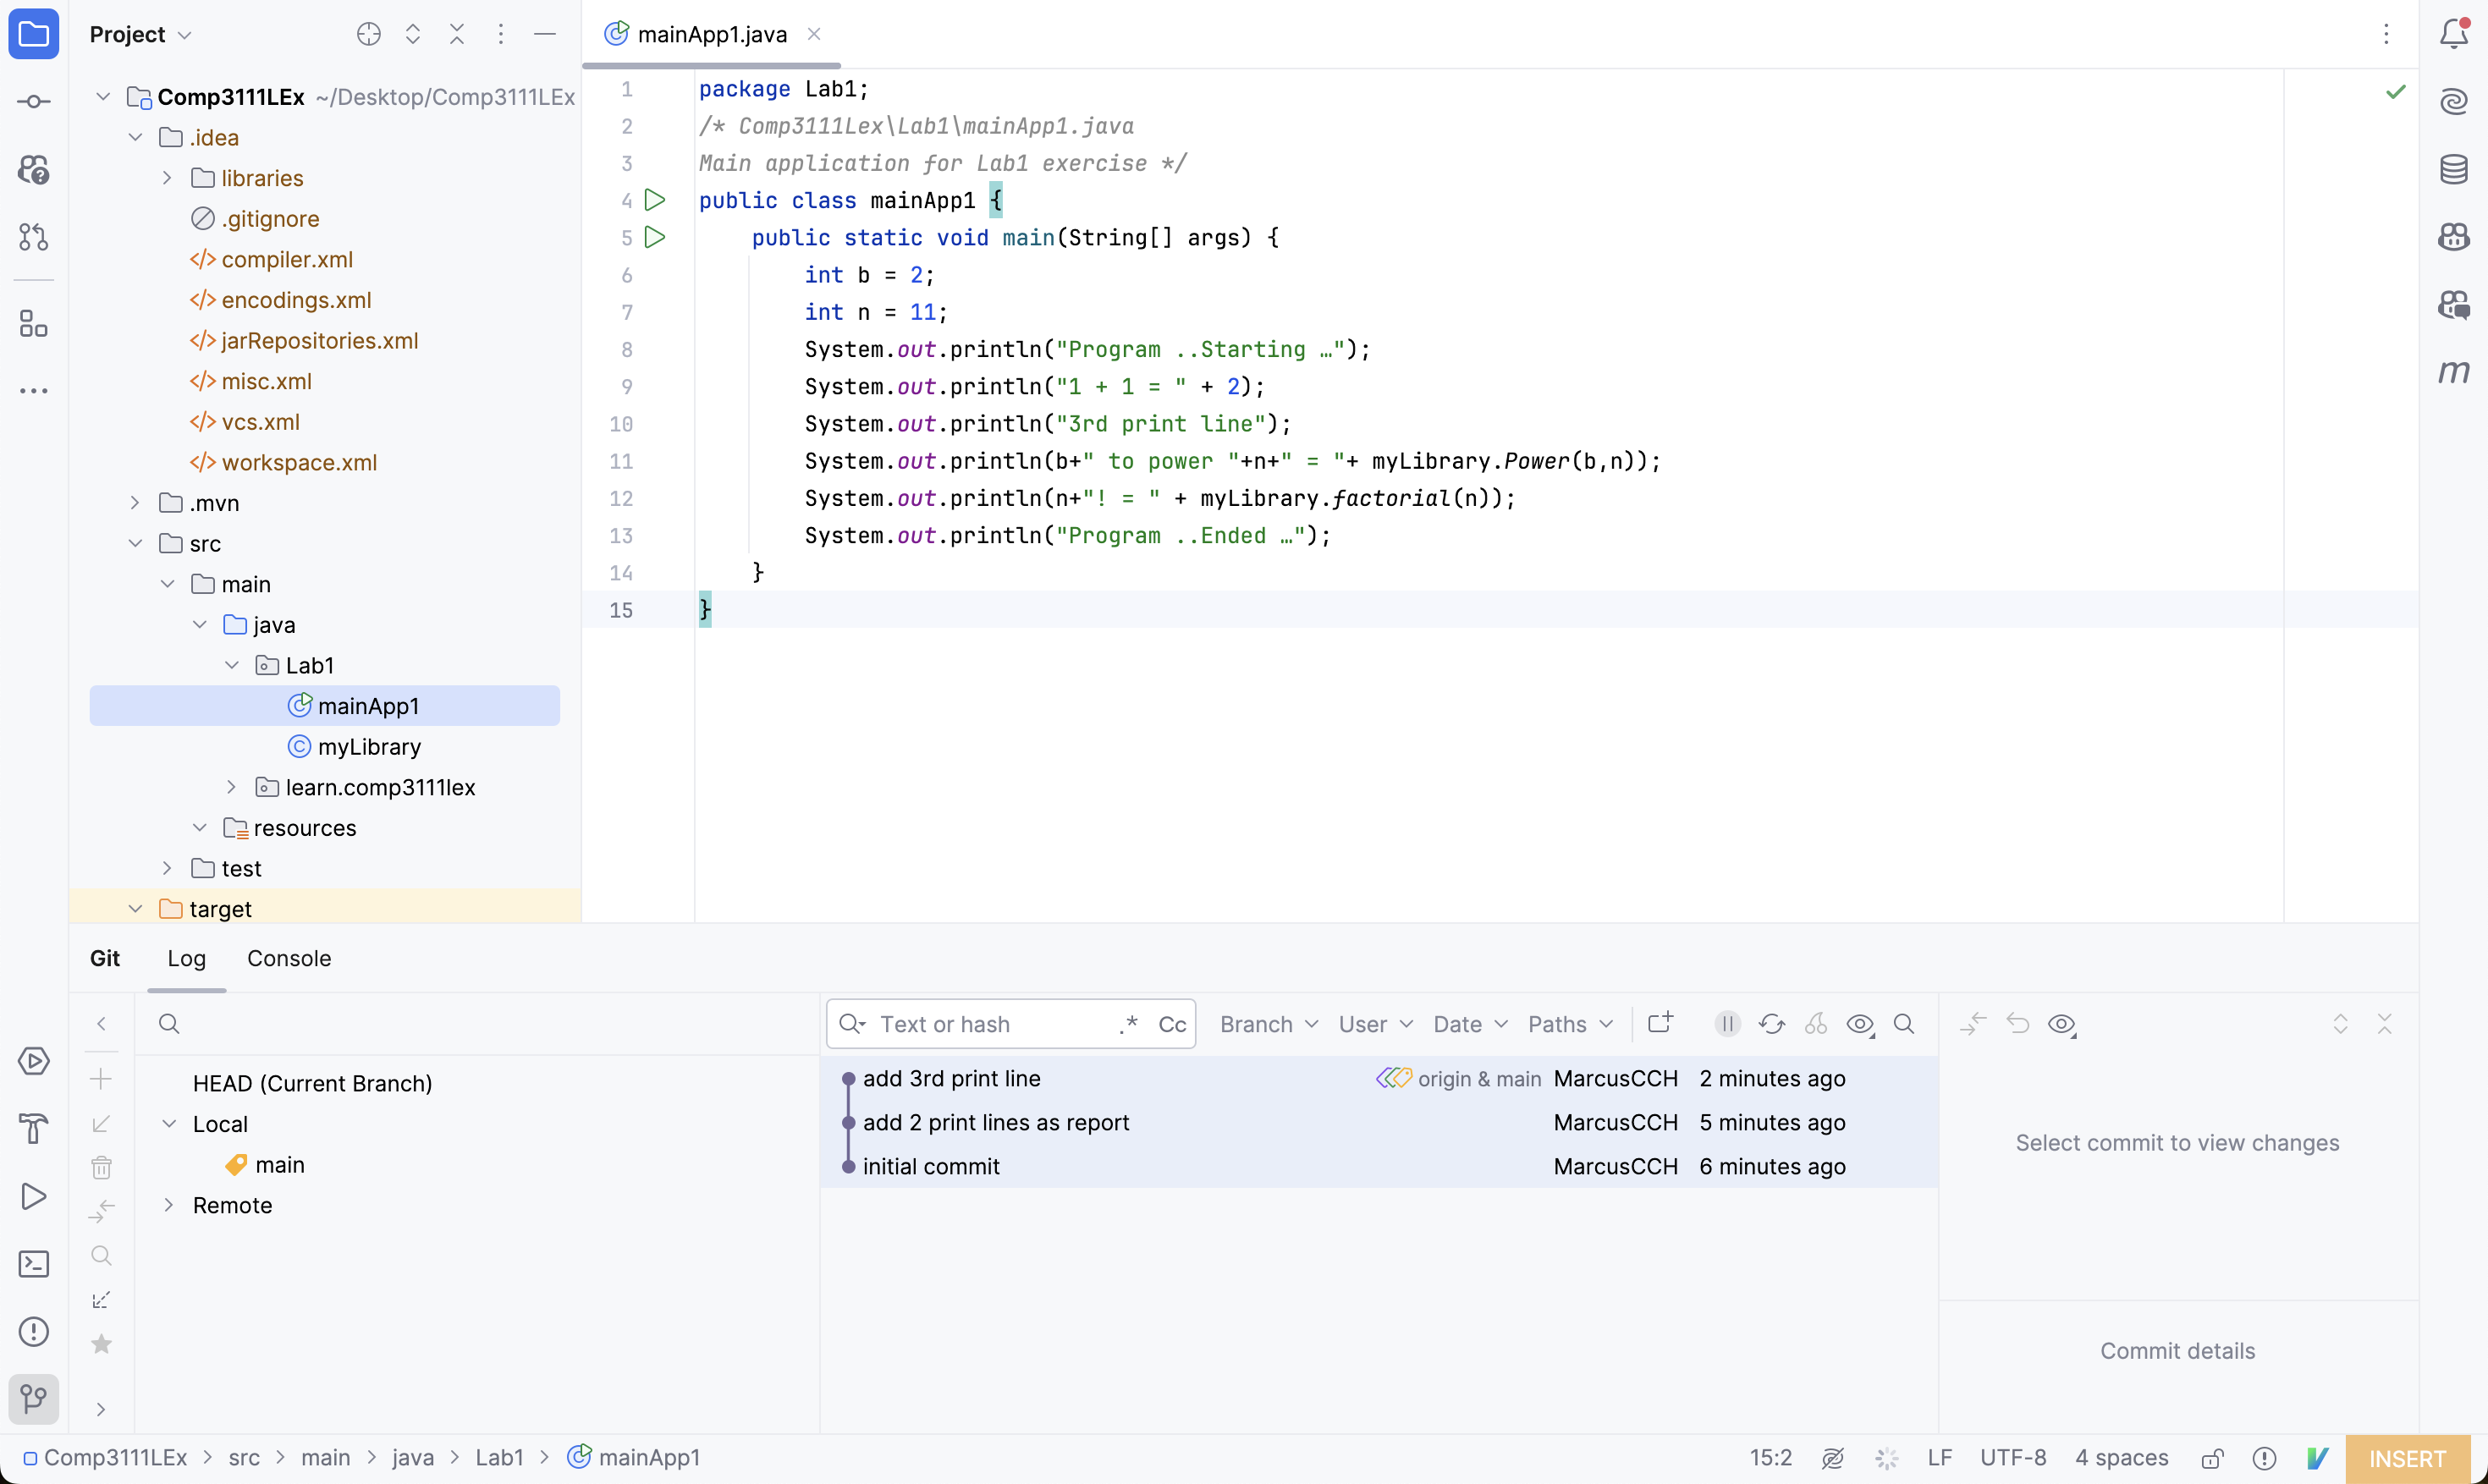 Project
Comp3111LEx ~/Desktop/Comp3111LEx
.idea
libraries
.gitignore
compiler.xml
encodings.xml
jarRepositories.xml
misc.xml
vcs.xml
workspace.xml
.mvn
src
main
java
Lab1
mainApp1
myLibrary
learn.comp3111lex
resources
test
target
mainApp1.java
1 package Lab1;
2 /* Comp3111Lex\Lab1\mainApp1.java
3 Main application for Lab1 exercise */
4 public class mainApp1 {
5 public static void main(String[] args) {
6 int b = 2;
7 int n = 11;
8 System.out.println("Program ..Starting …");
9 System.out.println("1 + 1 = " + 2);
10 System.out.println("3rd print line");
11 System.out.println(b+" to power "+n+" = "+ myLibrary.Power(b,n));
12 System.out.println(n+"! = " + myLibrary.factorial(n));
13 System.out.println("Program ..Ended …");
14 }
15 }
m
Git Log Console
HEAD (Current Branch)
Local
main
Remote
Text or hash .* Cc Branch User Date Paths
add 3rd print line origin & main MarcusCCH 2 minutes ago
add 2 print lines as report MarcusCCH 5 minutes ago
initial commit MarcusCCH 6 minutes ago
Select commit to view changes
Commit details
Comp3111LEx > src > main > java > Lab1 > mainApp1 15:2 LF UTF-8 4 spaces INSERT